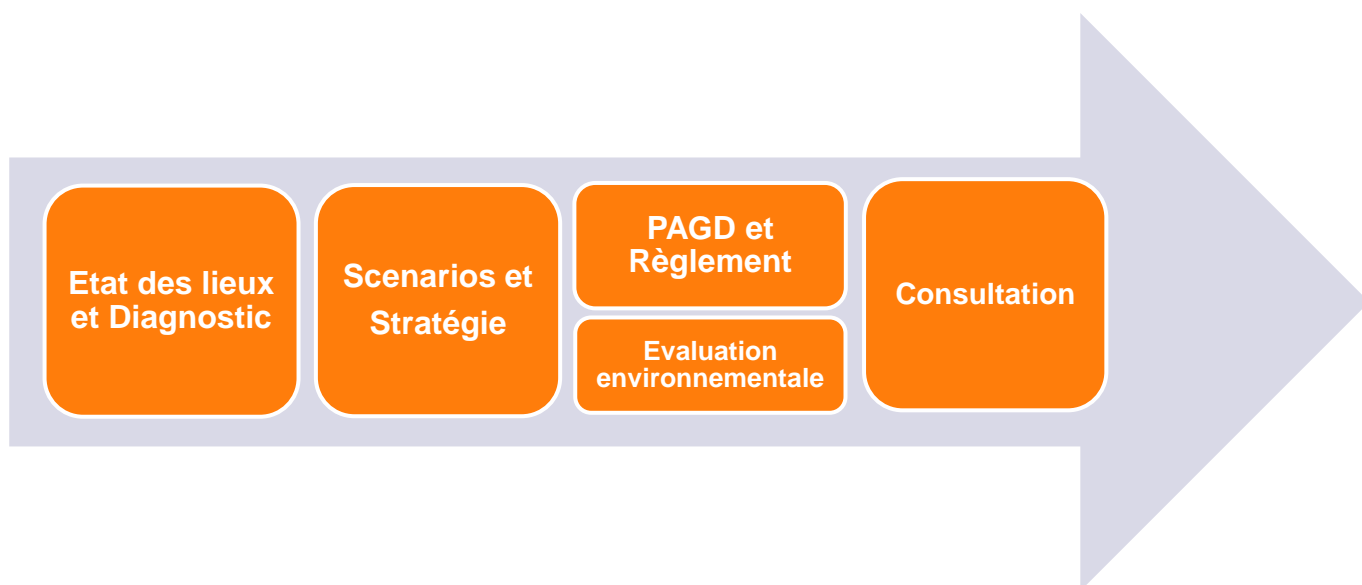 Etat des lieux
et Diagnostic
Scenarios et
Stratégie
PAGD et
Règlement
Evaluation
environnementale
Consultation